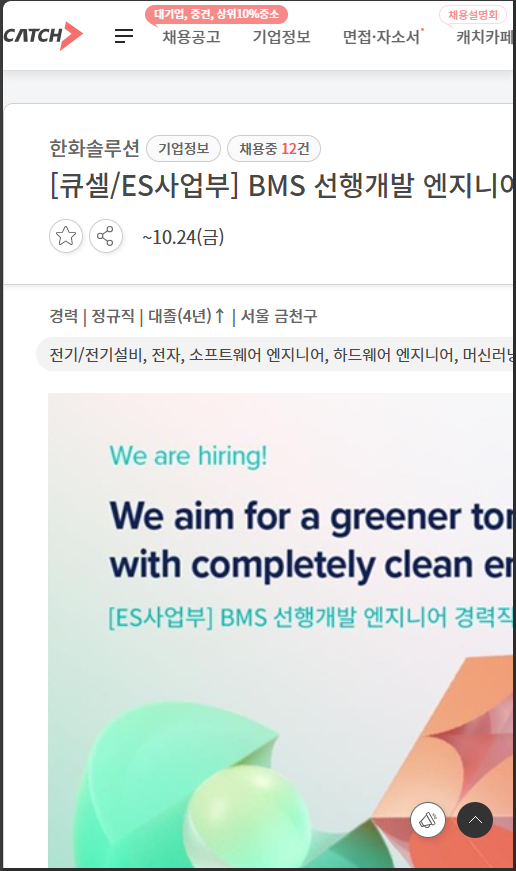 대기업, 중견, 상위10%중소
채용설명회
CATCH
채용공고
기업정보
면접·자소서
캐치카페
한화솔루션
기업정보
채용중 12건
[큐셀/ES사업부] BMS 선행개발 엔지니어
~10.24(금)
경력 | 정규직 | 대졸(4년)↑ | 서울 금천구
전기/전기설비, 전자, 소프트웨어 엔지니어, 하드웨어 엔지니어, 머신러닝
We are hiring!
We aim for a greener
with completely clean
[ES사업부] BMS 선행개발 엔지니어 경력직